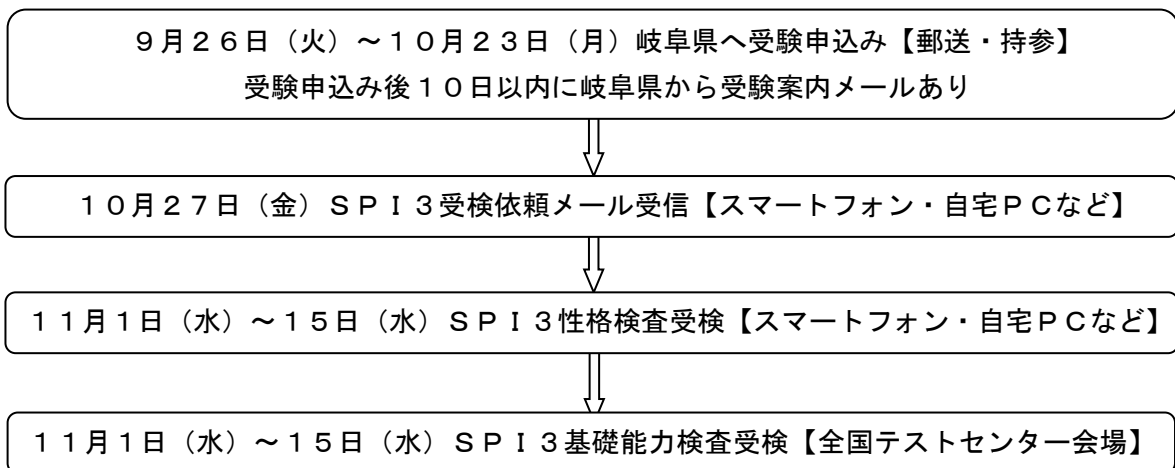 ９月２６日（火）～１０月２３日（月）岐阜県へ受験申込み【郵送・持参】
受験申込み後１０日以内に岐阜県から受験案内メールあり
１０月２７日（金）ＳＰＩ３受検依頼メール受信【スマートフォン・自宅ＰＣなど】
１１月１日（水）～１５日（水）ＳＰＩ３性格検査受検【スマートフォン・自宅ＰＣなど】
１１月１日（水）～１５日（水）ＳＰＩ３基礎能力検査受検【全国テストセンター会場】